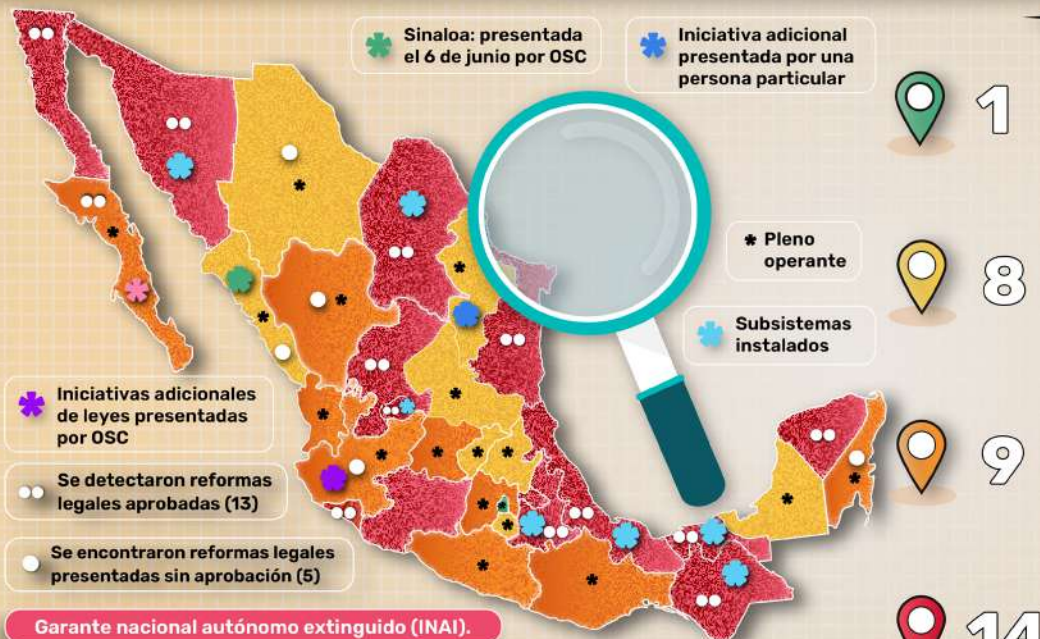 Sinaloa: presentada
el 6 de junio por OSC
Iniciativa adicional
presentada por una
persona particular
1
* Pleno
operante
8
Subsistemas
instalados
Iniciativas adicionales
de leyes presentadas
por OSC
9
Se detectaron reformas
legales aprobadas (13)
Se encontraron reformas legales
presentadas sin aprobación (5)
Garante nacional autónomo extinguido (INAI).
14